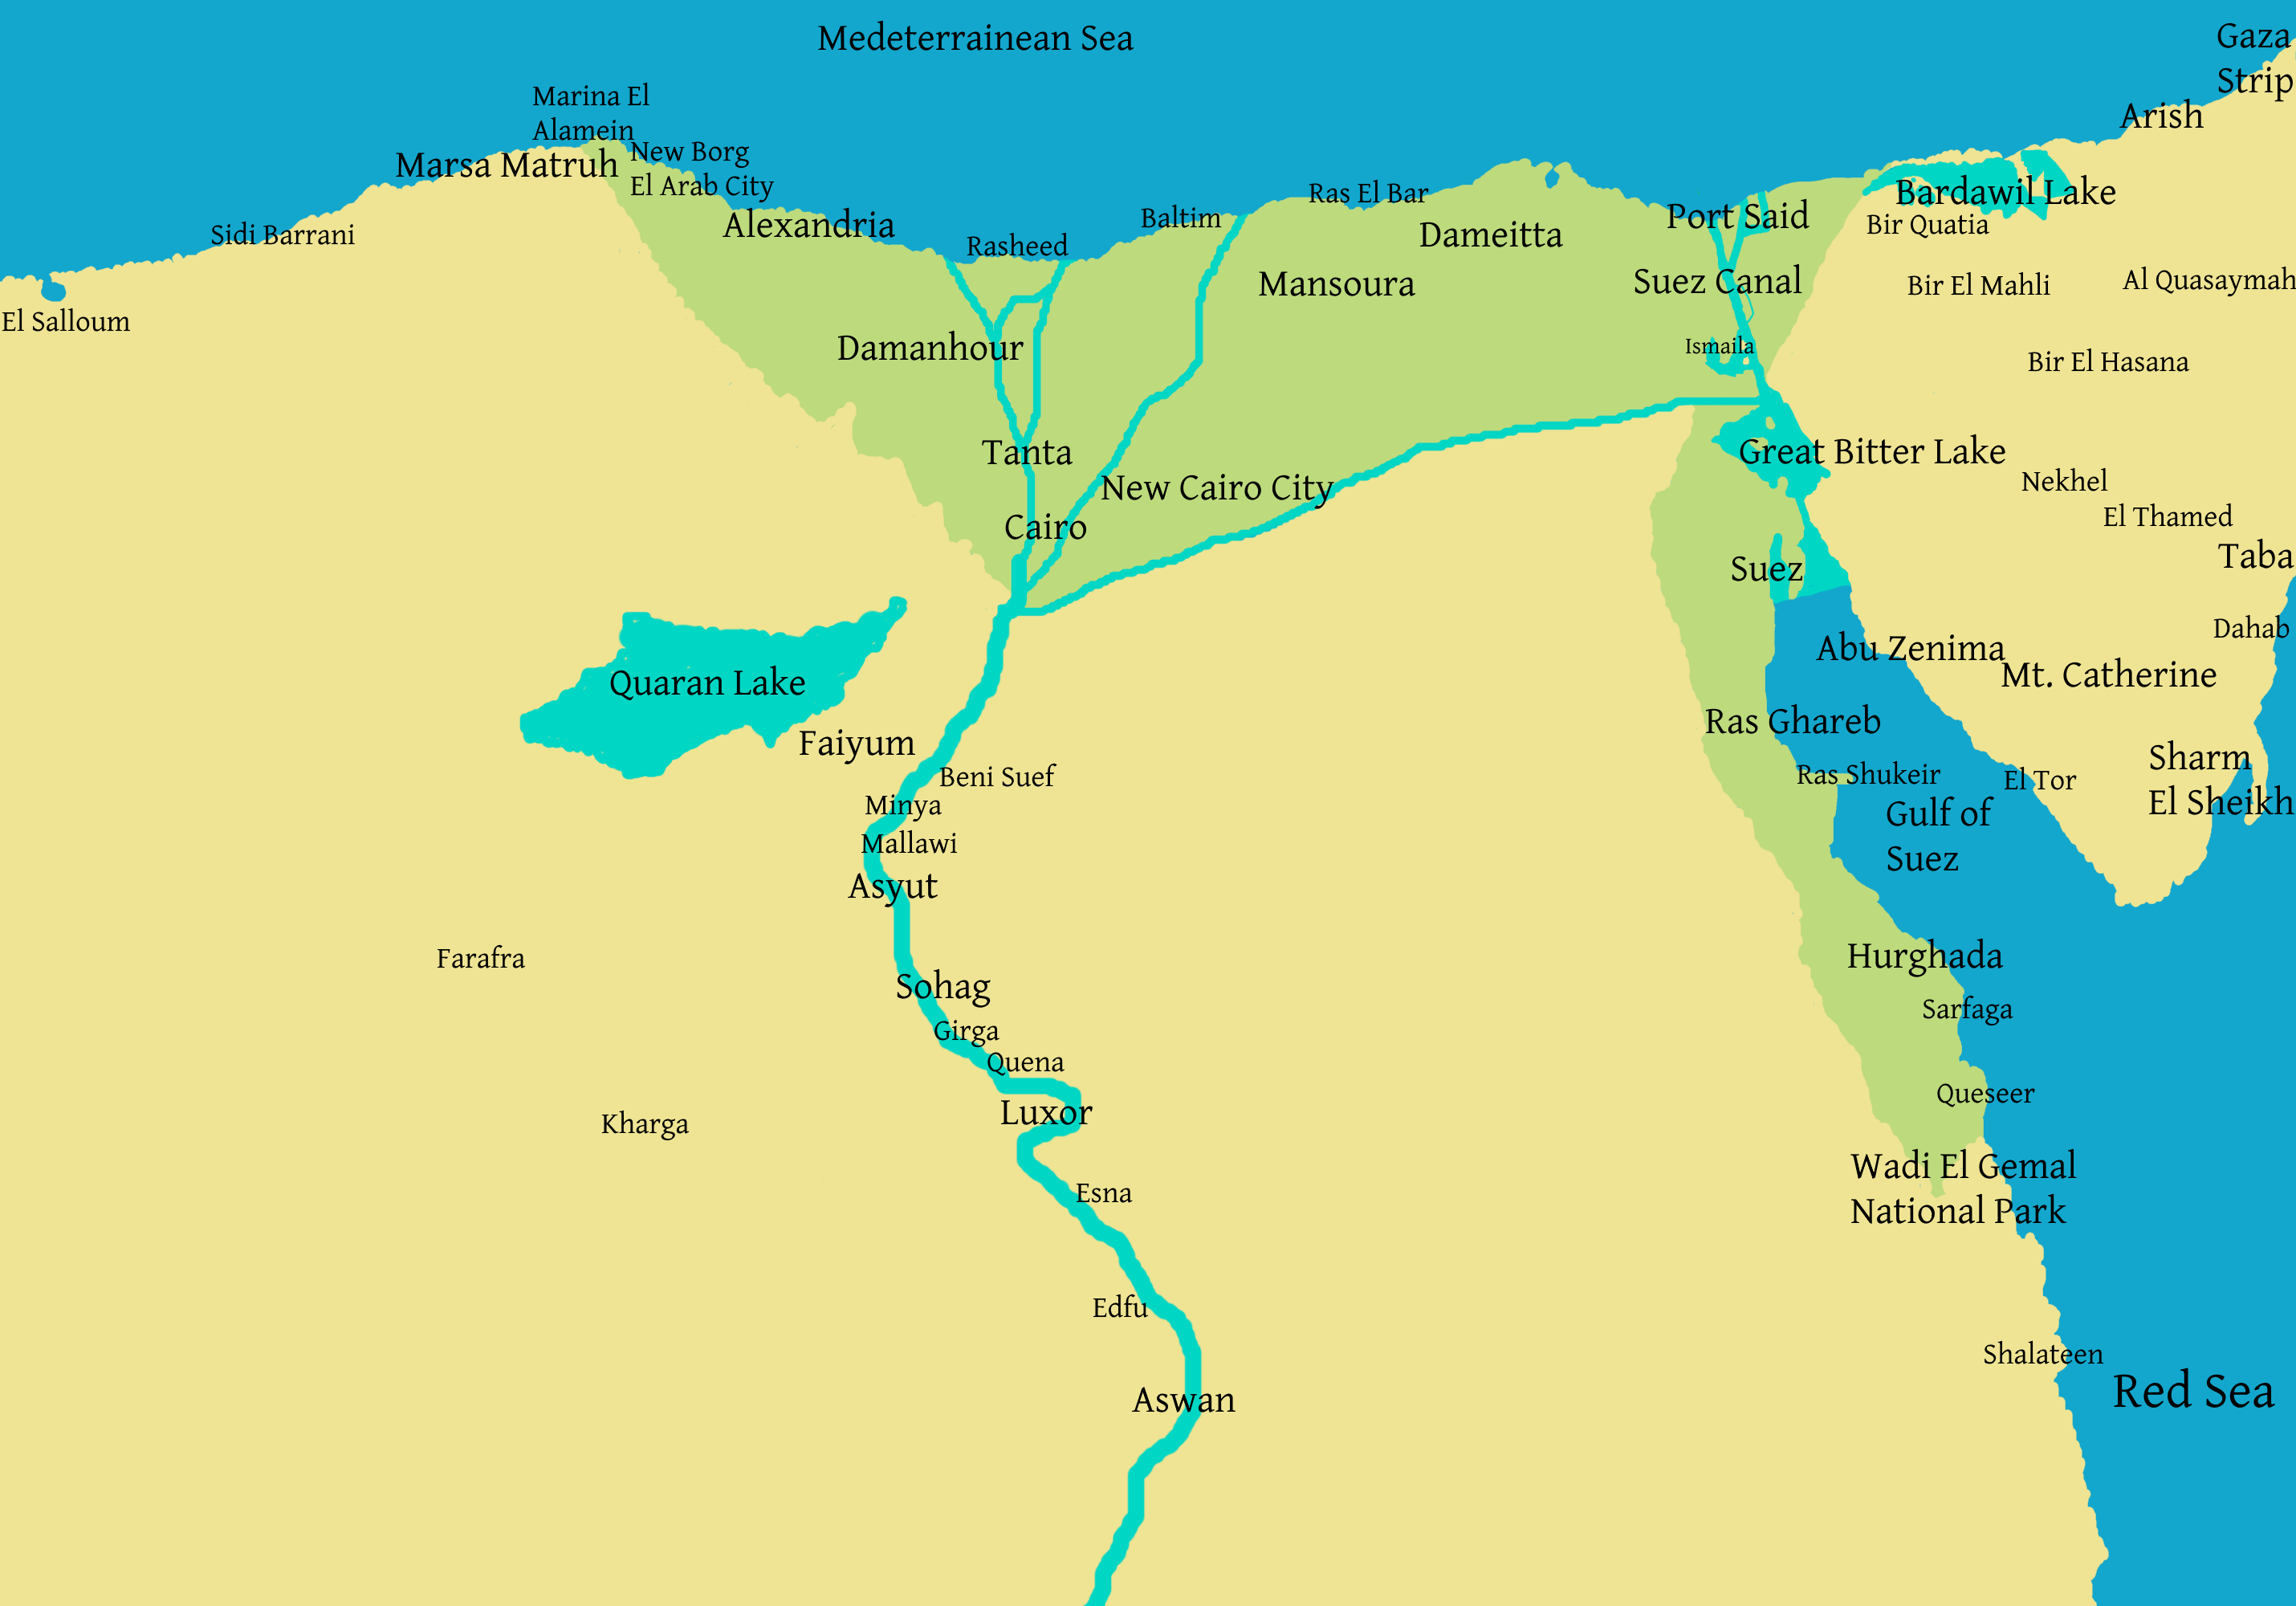 Medeterrainean Sea
Gaza
Strip
Marina El
Alamein
Arish
New Borg
El Arab City
Marsa Matruh
Ras El Bar
Bardawil Lake
Baltim
Port Said
Alexandria
Bir Quatia
Sidi Barrani
Dameitta
Rasheed
Al Quasaymah
Suez Canal
Mansoura
Bir El Mahli
El Salloum
Damanhour
Ismaila
Bir El Hasana
Tanta
Great Bitter Lake
Nekhel
New Cairo City
El Thamed
Cairo
Taba
Suez
Dahab
Abu Zenima
Mt. Catherine
Quaran Lake
Ras Ghareb
Faiyum
Sharm
El Sheikh
Beni Suef
Ras Shukeir
El Tor
Minya
Gulf of
Suez
Mallawi
Asyut
Hurghada
Farafra
Sohag
Sarfaga
Girga
Quena
Queseer
Luxor
Kharga
Wadi El Gemal
National Park
Esna
Edfu
Shalateen
Red Sea
Aswan